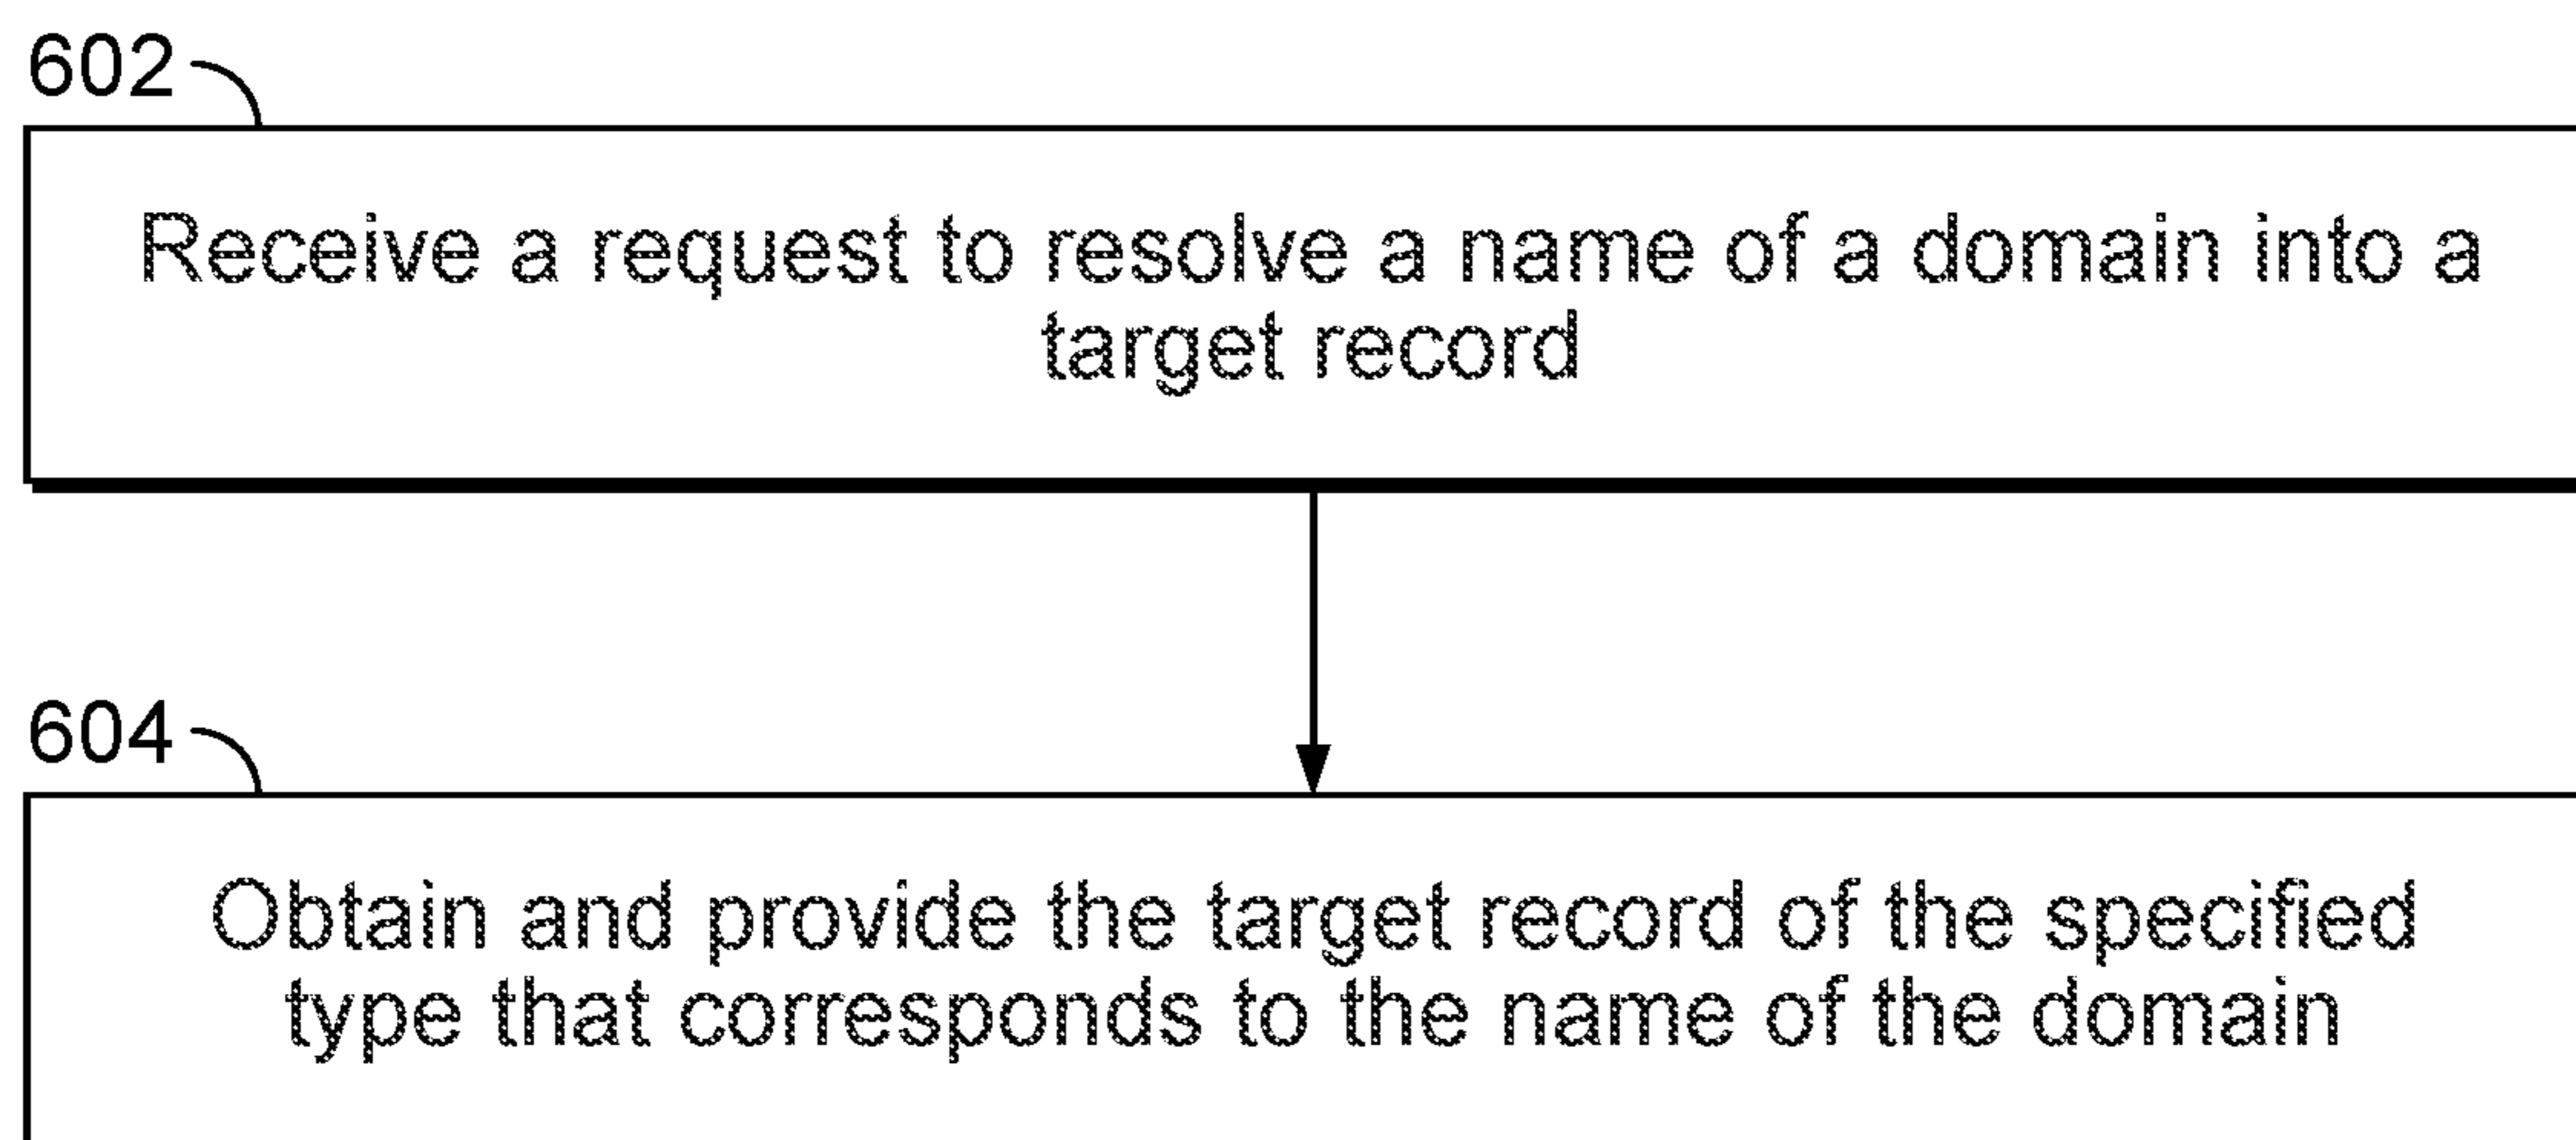 602
Receive a request to resolve a name of a domain into a
target record
604
Obtain and provide the target record of the specified
type that corresponds to the name of the domain